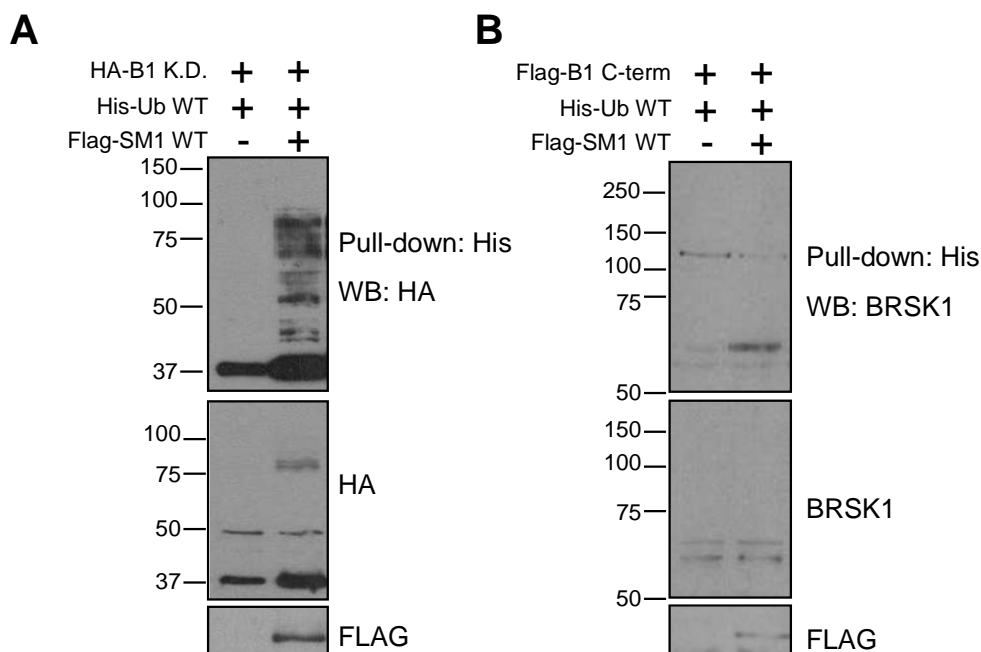 A
HA-B1 K.D. + +
His-Ub WT + +
Flag-SM1 WT - +
150
100
75
50
37
Pull-down: His
WB: HA
100
75
50
37
HA
FLAG
B
Flag-B1 C-term + +
His-Ub WT + +
Flag-SM1 WT - +
250
150
100
75
50
Pull-down: His
WB: BRSK1
150
100
75
50
BRSK1
FLAG